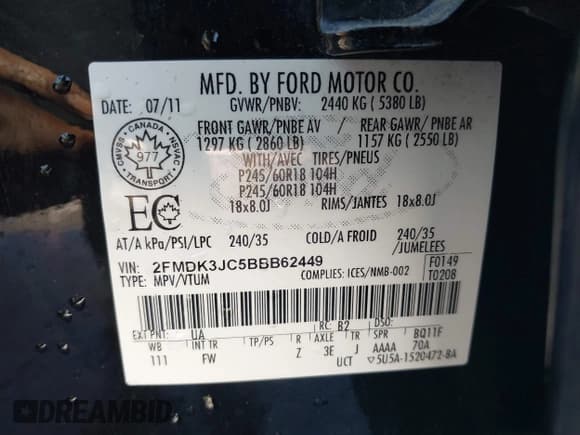 MFD. BY FORD MOTOR CO.
DATE: 07/11
GVWR/PNBV: 2440 KG ( 5380 LB)
FRONT GAWR/PNBE AV / REAR GAWR/ PNBE AR
1297 KG ( 2860 LB) 1157 KG ( 2550 LB)
WITH/AVEC TIRES/PNEUS
P245/60R18 104H
P245/60R18 104H
18x8.0J RIMS/JANTES 18x8.0J
CANADA
CMVSS NSVAC
977
TRANSPORT
EC
AT/A kPa/PSI/LPC 240/35 COLD/A FROID 240/35
/JUMELEES
VIN: 2FMDK3JC5BBB62449 F0149
TYPE: MPV/VTUM COMPLIES: ICES/NMB-002 T0208
EXT PNT: UA RC: B2 DSO:
WB INT TR TP/PS R AXLE TR SPR BQ11F
111 FW Z 3E J AAAA 70A
UCT 5U5A-1520472-BA
DREAMBID